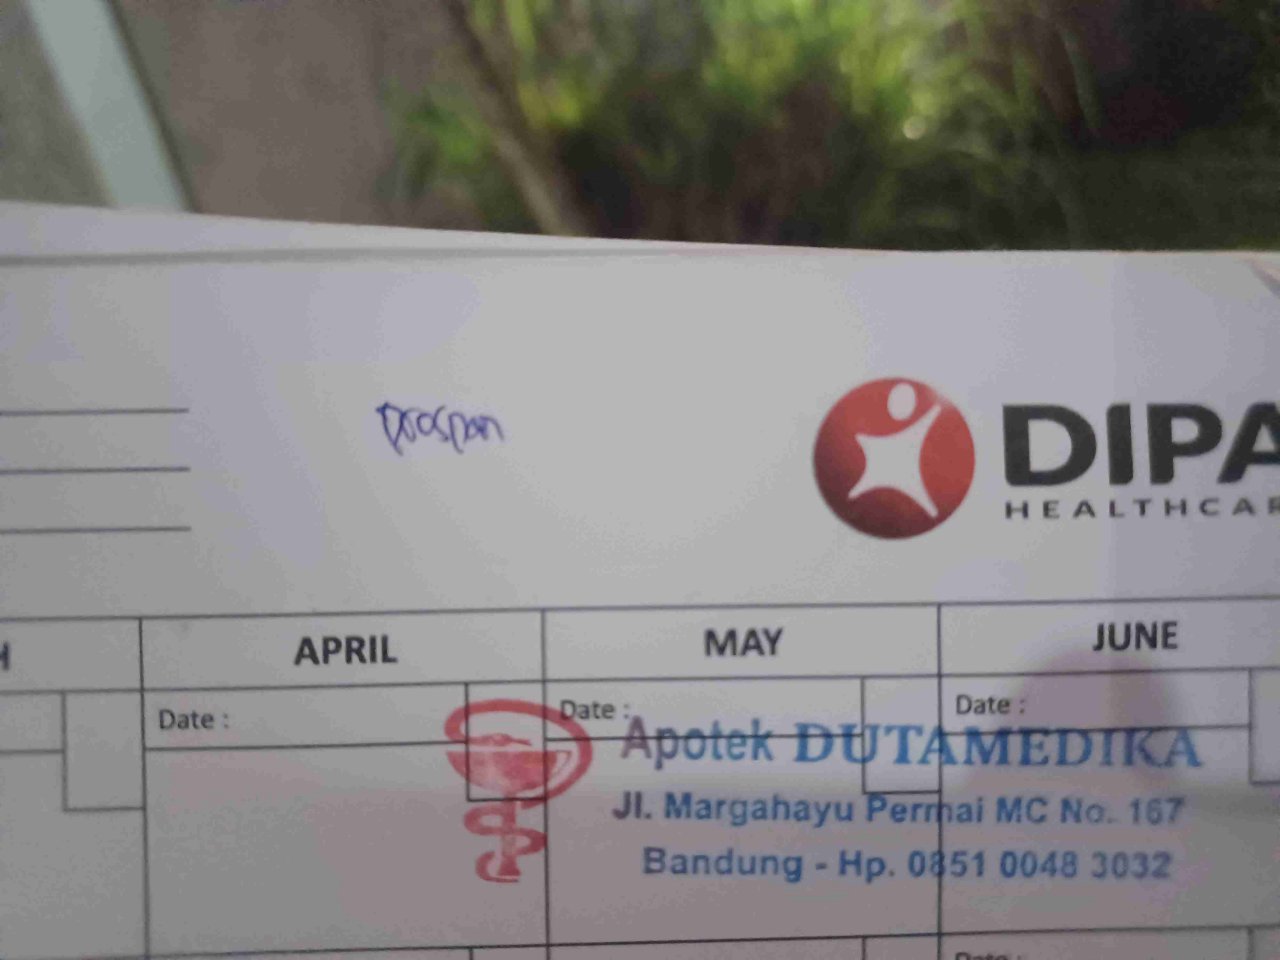 prospan
DIPA
HEALTHCAR
H
APRIL
MAY
JUNE
Date :
Date :
Date :
Apotek DUTAMEDIKA
Jl. Margahayu Permai MC No. 167
Bandung - Hp. 0851 0048 3032
Date :